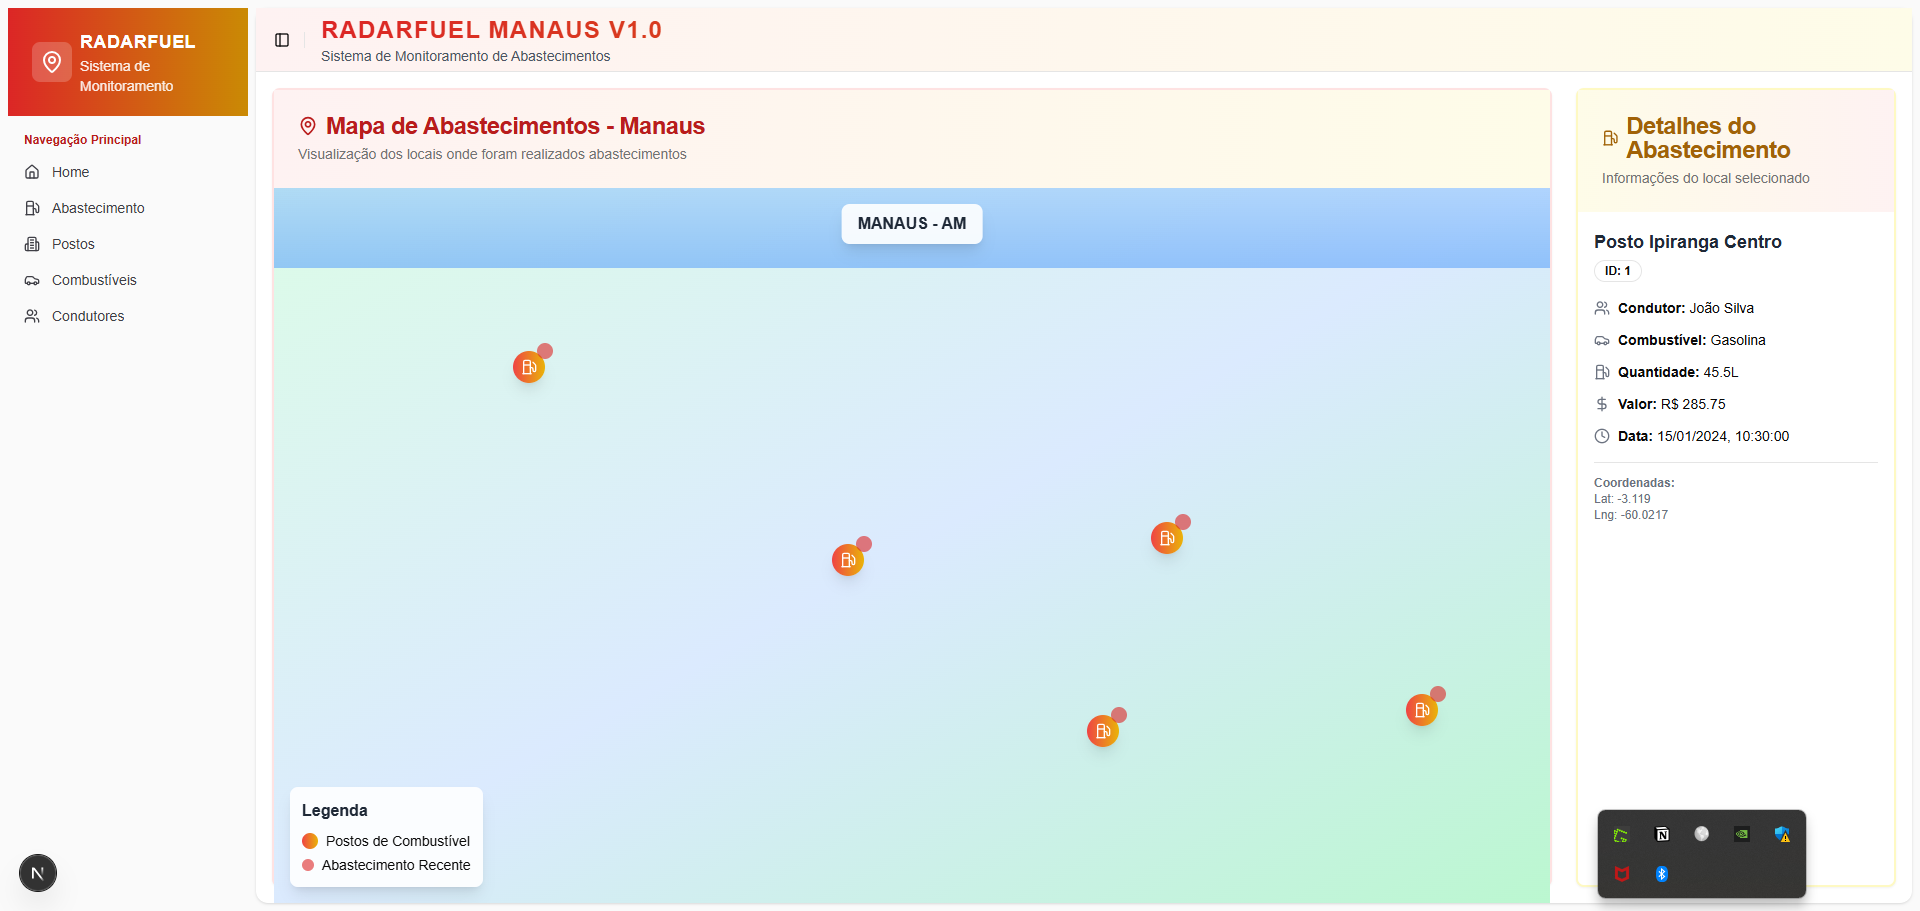 RADARFUEL
Sistema de
Monitoramento
Navegação Principal
Home
Abastecimento
Postos
Combustíveis
Condutores
RADARFUEL MANAUS V1.0
Sistema de Monitoramento de Abastecimentos
Mapa de Abastecimentos - Manaus
Visualização dos locais onde foram realizados abastecimentos
MANAUS - AM
Legenda
Postos de Combustível
Abastecimento Recente
Detalhes do
Abastecimento
Informações do local selecionado
Posto Ipiranga Centro
ID: 1
Condutor: João Silva
Combustível: Gasolina
Quantidade: 45.5L
Valor: R$ 285.75
Data: 15/01/2024, 10:30:00
Coordenadas:
Lat: -3.119
Lng: -60.0217
N
N